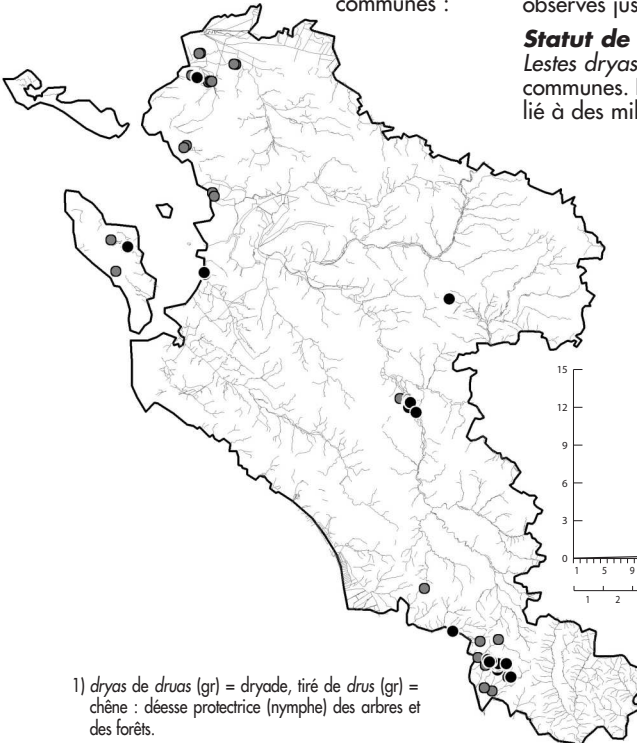 communes :
observés jus
Statut de
Lestes dryas
communes.
lié à des mil
15
12
9
6
3
0
1 5 9
1 2
1) dryas de druas (gr) = dryade, tiré de drus (gr) =
chêne : déesse protectrice (nymphe) des arbres et
des forêts.